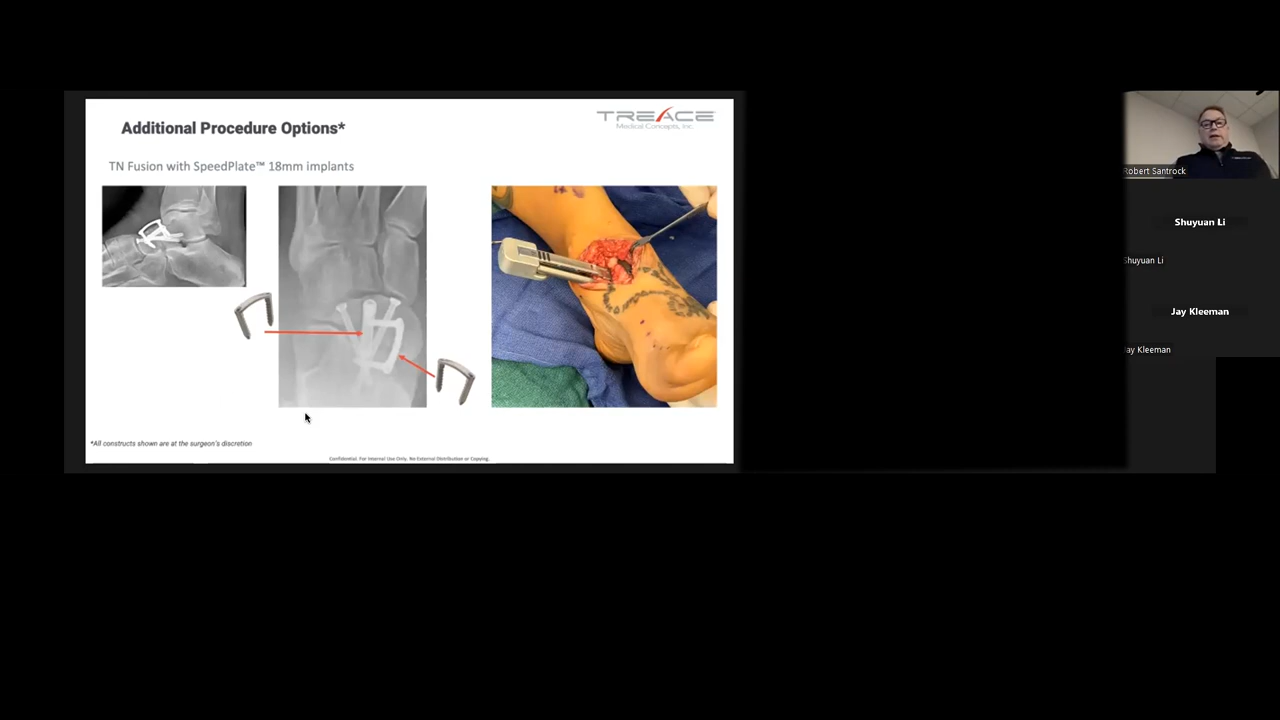 Additional Procedure Options*
TREACE
Medical Concepts, Inc.
TN Fusion with SpeedPlate™ 18mm implants
*All constructs shown are at the surgeon's discretion
Confidential. For Internal Use Only. No External Distribution or Copying.
Robert Santrock
Shuyuan Li
Shuyuan Li
Jay Kleeman
Jay Kleeman